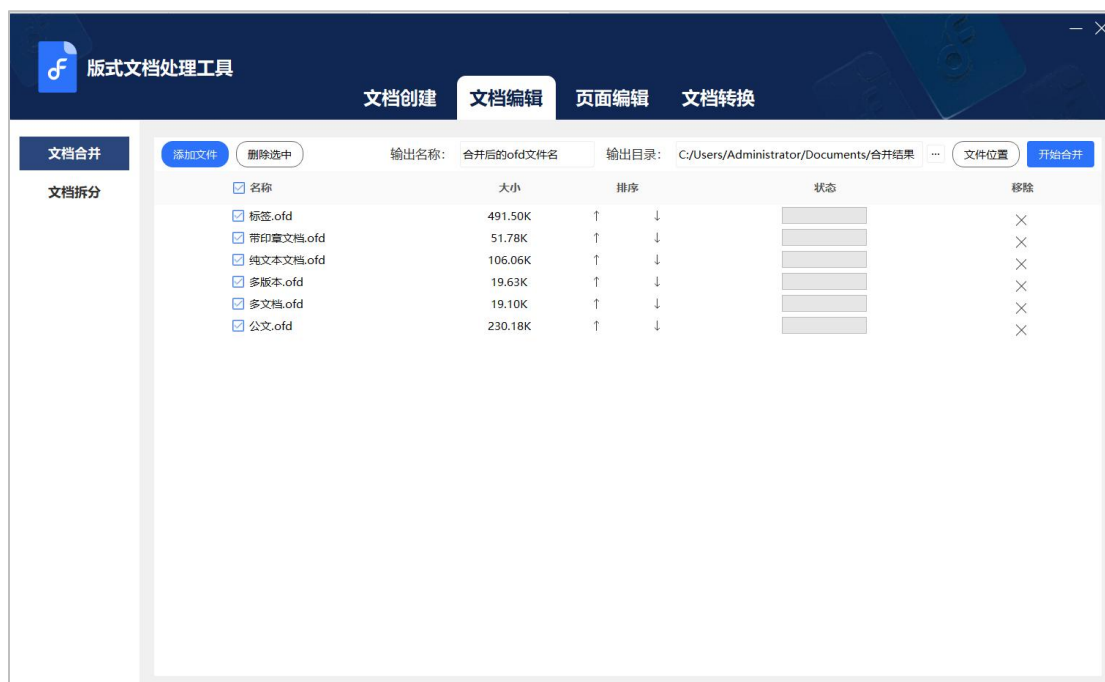 版式文档处理工具
文档创建 文档编辑 页面编辑 文档转换
文档合并
文档拆分
添加文件 删除选中 输出名称: 合并后的ofd文件名 输出目录: C:/Users/Administrator/Documents/合并结果 ... 文件位置 开始合并
名称 大小 排序 状态 移除
标签.ofd 491.50K ↑ ↓
带印章文档.ofd 51.78K ↑ ↓
纯文本文档.ofd 106.06K ↑ ↓
多版本.ofd 19.63K ↑ ↓
多文档.ofd 19.10K ↑ ↓
公文.ofd 230.18K ↑ ↓